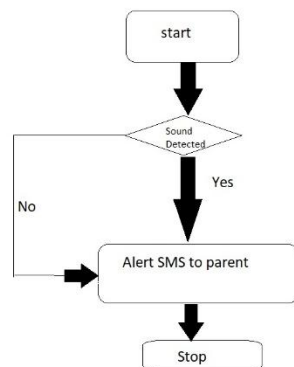 start
Sound
Detected
Yes
No
Alert SMS to parent
Stop